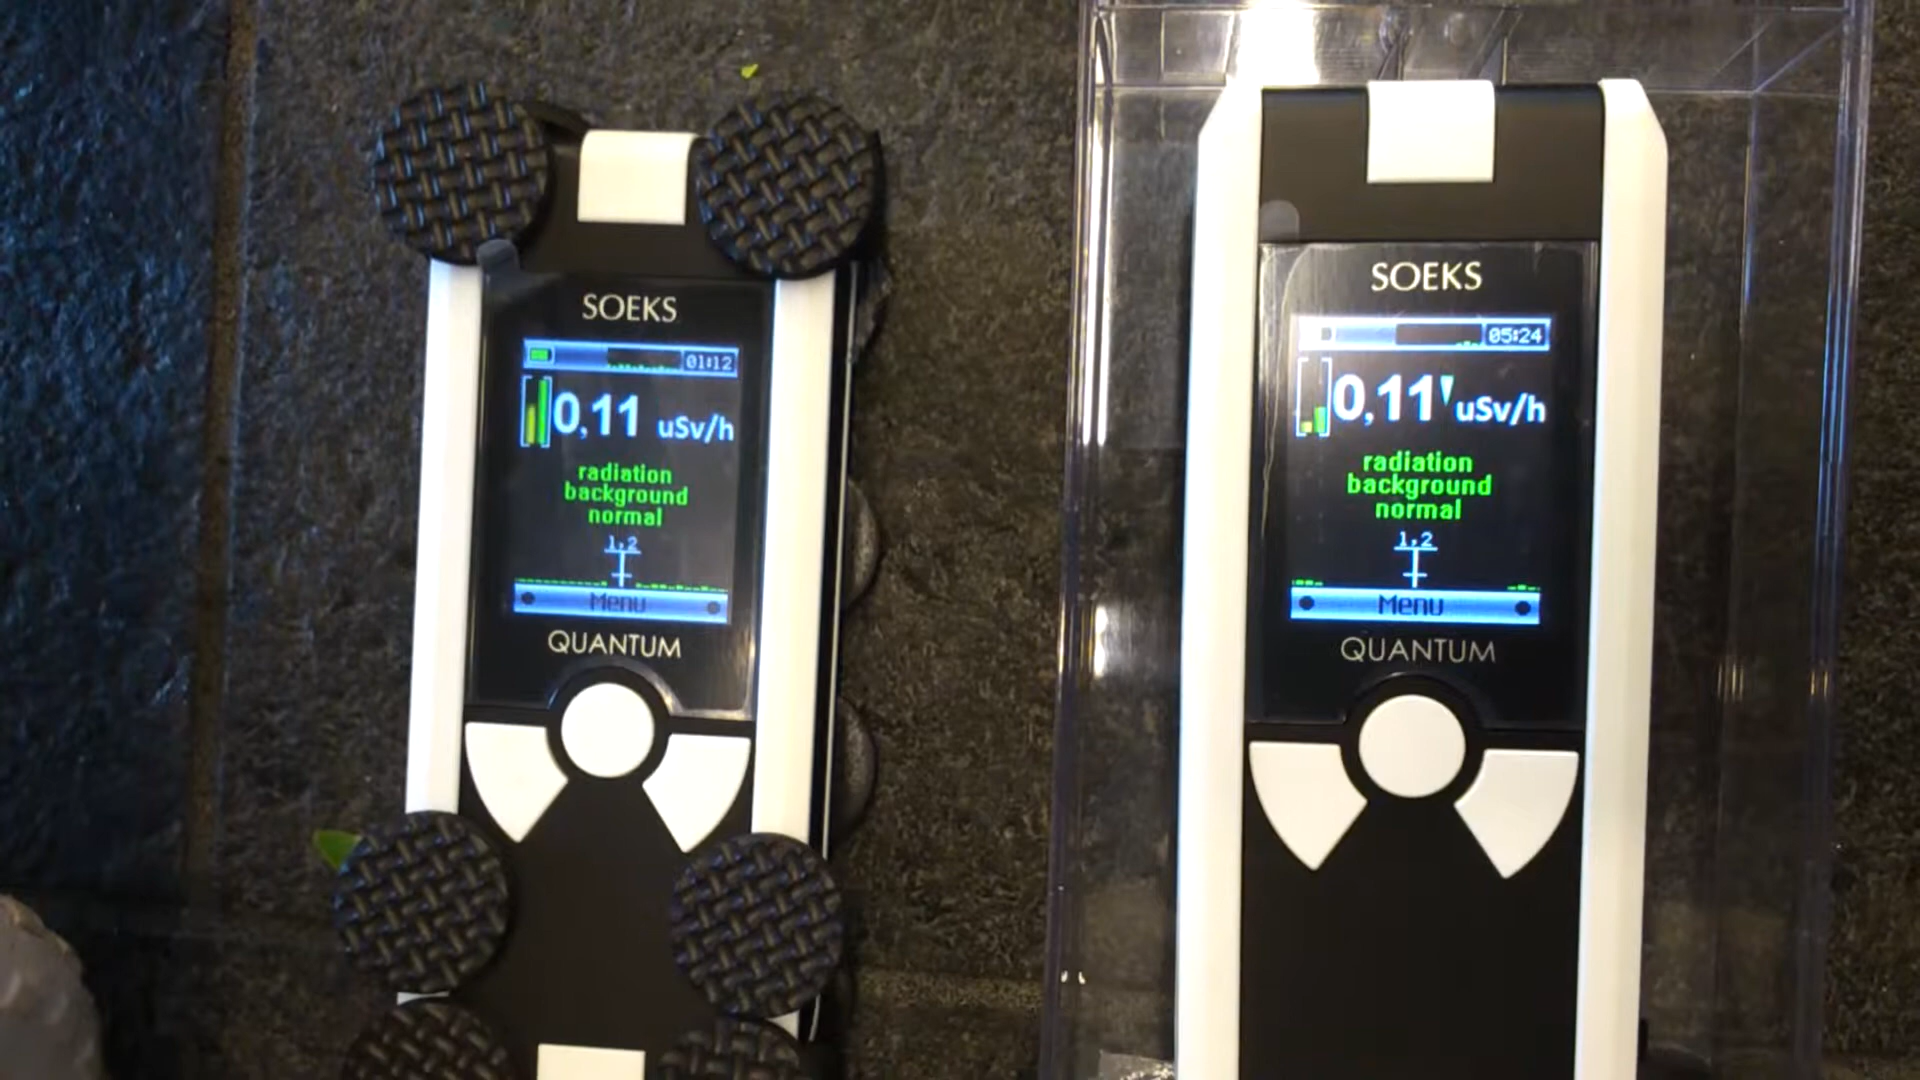 SOEKS
01:12
0,11 uSv/h
radiation
background
normal
1,2
Menu
QUANTUM
SOEKS
05:24
0,11 uSv/h
radiation
background
normal
1,2
Menu
QUANTUM